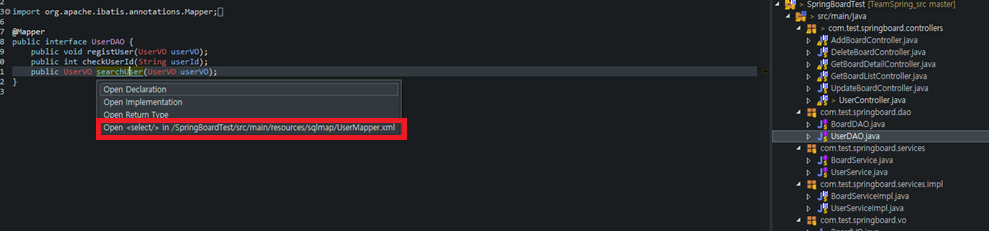 import org.apache.ibatis.annotations.Mapper;
@Mapper
public interface UserDAO {
public void registUser(UserVO userVO);
public int checkUserId(String userId);
public UserVO searchUser(UserVO userVO);
}
Open Declaration
Open Implementation
Open Return Type
Open <select/> in /SpringBoardTest/src/main/resources/sqlmap/UserMapper.xml
> SpringBoardTest [TeamSpring_src master]
> src/main/java
> com.test.springboard.controllers
AddBoardController.java
DeleteBoardController.java
GetBoardDetailController.java
GetBoardListController.java
UpdateBoardController.java
> UserController.java
com.test.springboard.dao
BoardDAO.java
UserDAO.java
com.test.springboard.services
BoardService.java
UserService.java
com.test.springboard.services.impl
BoardServiceImpl.java
UserServiceImpl.java
com.test.springboard.vo